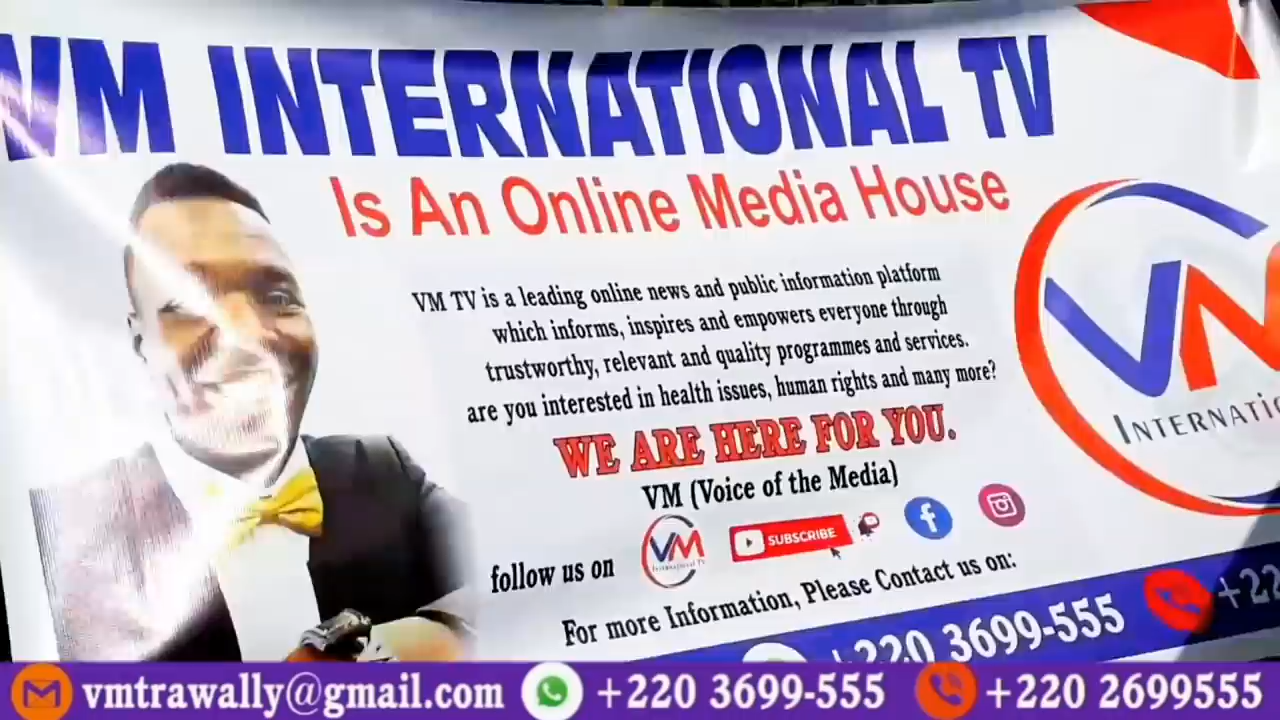 VM INTERNATIONAL TV
Is An Online Media House
VM TV is a leading online news and public information platform
which informs, inspires and empowers everyone through
trustworthy, relevant and quality programmes and services.
are you interested in health issues, human rights and many more?
WE ARE HERE FOR YOU.
VM (Voice of the Media)
follow us on
VM
International TV
SUBSCRIBE
For more Information, Please Contact us on:
+220 3699-555
+22
VM
INTERNATIO
vmtrawally@gmail.com
+220 3699-555
+220 2699555